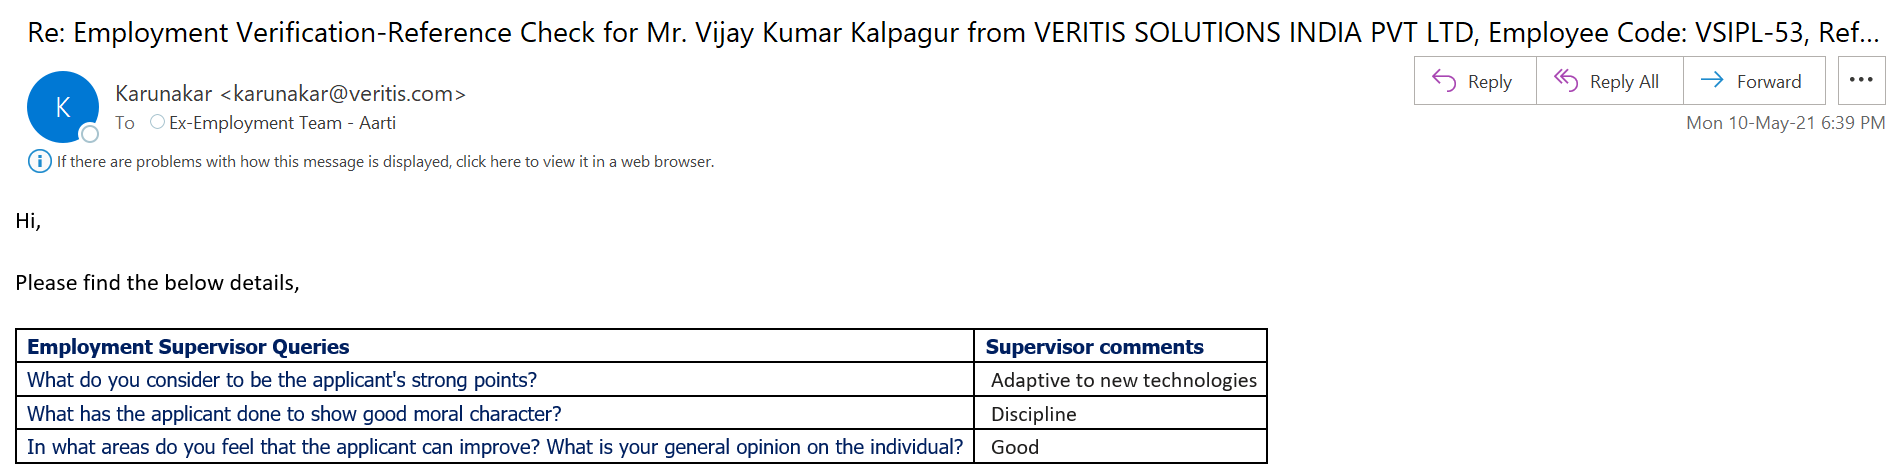 Re: Employment Verification-Reference Check for Mr. Vijay Kumar Kalpagur from VERITIS SOLUTIONS INDIA PVT LTD, Employee Code: VSIPL-53, Ref...
K
Karunakar <karunakar@veritis.com>
Reply
Reply All
Forward
...
To Ex-Employment Team - Aarti
Mon 10-May-21 6:39 PM
If there are problems with how this message is displayed, click here to view it in a web browser.
Hi,
Please find the below details,
Employment Supervisor Queries Supervisor comments
What do you consider to be the applicant's strong points? Adaptive to new technologies
What has the applicant done to show good moral character? Discipline
In what areas do you feel that the applicant can improve? What is your general opinion on the individual? Good